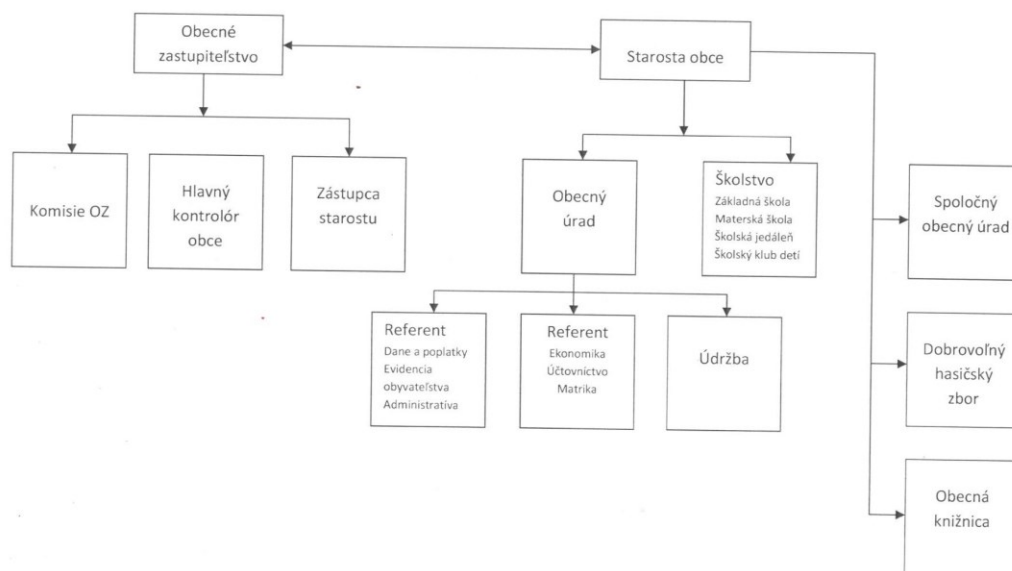 Obecné
zastupiteľstvo
Starosta obce
Komisie OZ
Hlavný
kontrolór
obce
Zástupca
starostu
Obecný
úrad
Školstvo
Základná škola
Materská škola
Školská jedáleň
Školský klub detí
Spoločný
obecný úrad
Referent
Dane a poplatky
Evidencia
obyvateľstva
Administratíva
Referent
Ekonomika
Účtovníctvo
Matrika
Údržba
Dobrovoľný
hasičský
zbor
Obecná
knižnica